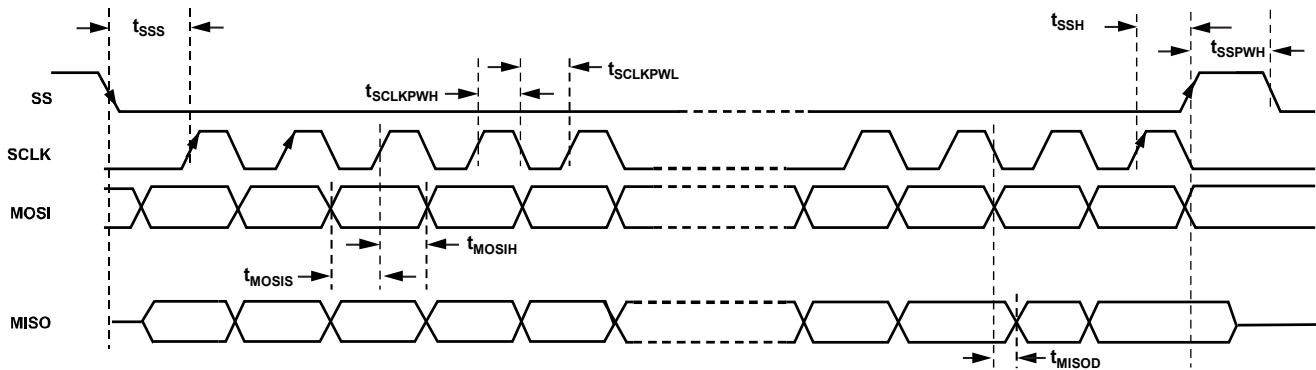 tSSS
tSSH
tSSPWH
tSCLKPWL
tSCLKPWH
SS
SCLK
MOSI
tMOSIH
tMOSIS
MISO
tMISOD